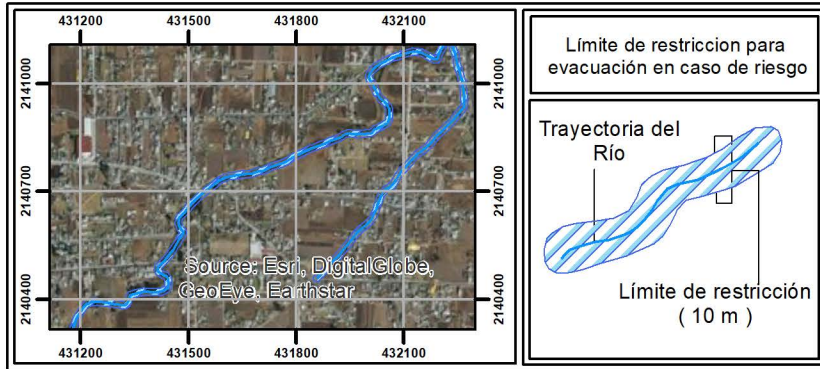 431200 431500 431800 432100
2141000
2140700
2140400
2141000
2140700
2140400
Source: Esri, DigitalGlobe,
GeoEye, Earthstar
431200 431500 431800 432100
Límite de restriccion para
evacuación en caso de riesgo
Trayectoria del
Río
Límite de restricción
( 10 m )